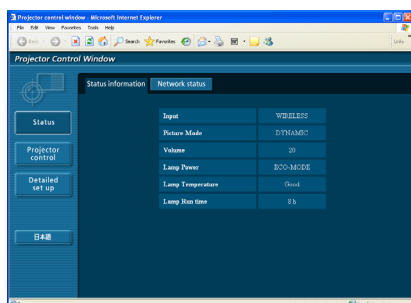 Projector control window - Microsoft Internet Explorer
File Edit View Favorites Tools Help
Back Search Favorites Links
Projector Control Window
Status information Network status
Status
Projector control
Detailed set up
日本語
Input WIRELESS
Picture Mode DYNAMIC
Volume 20
Lamp Power ECO-MODE
Lamp Temperature Good
Lamp Run time 8 h